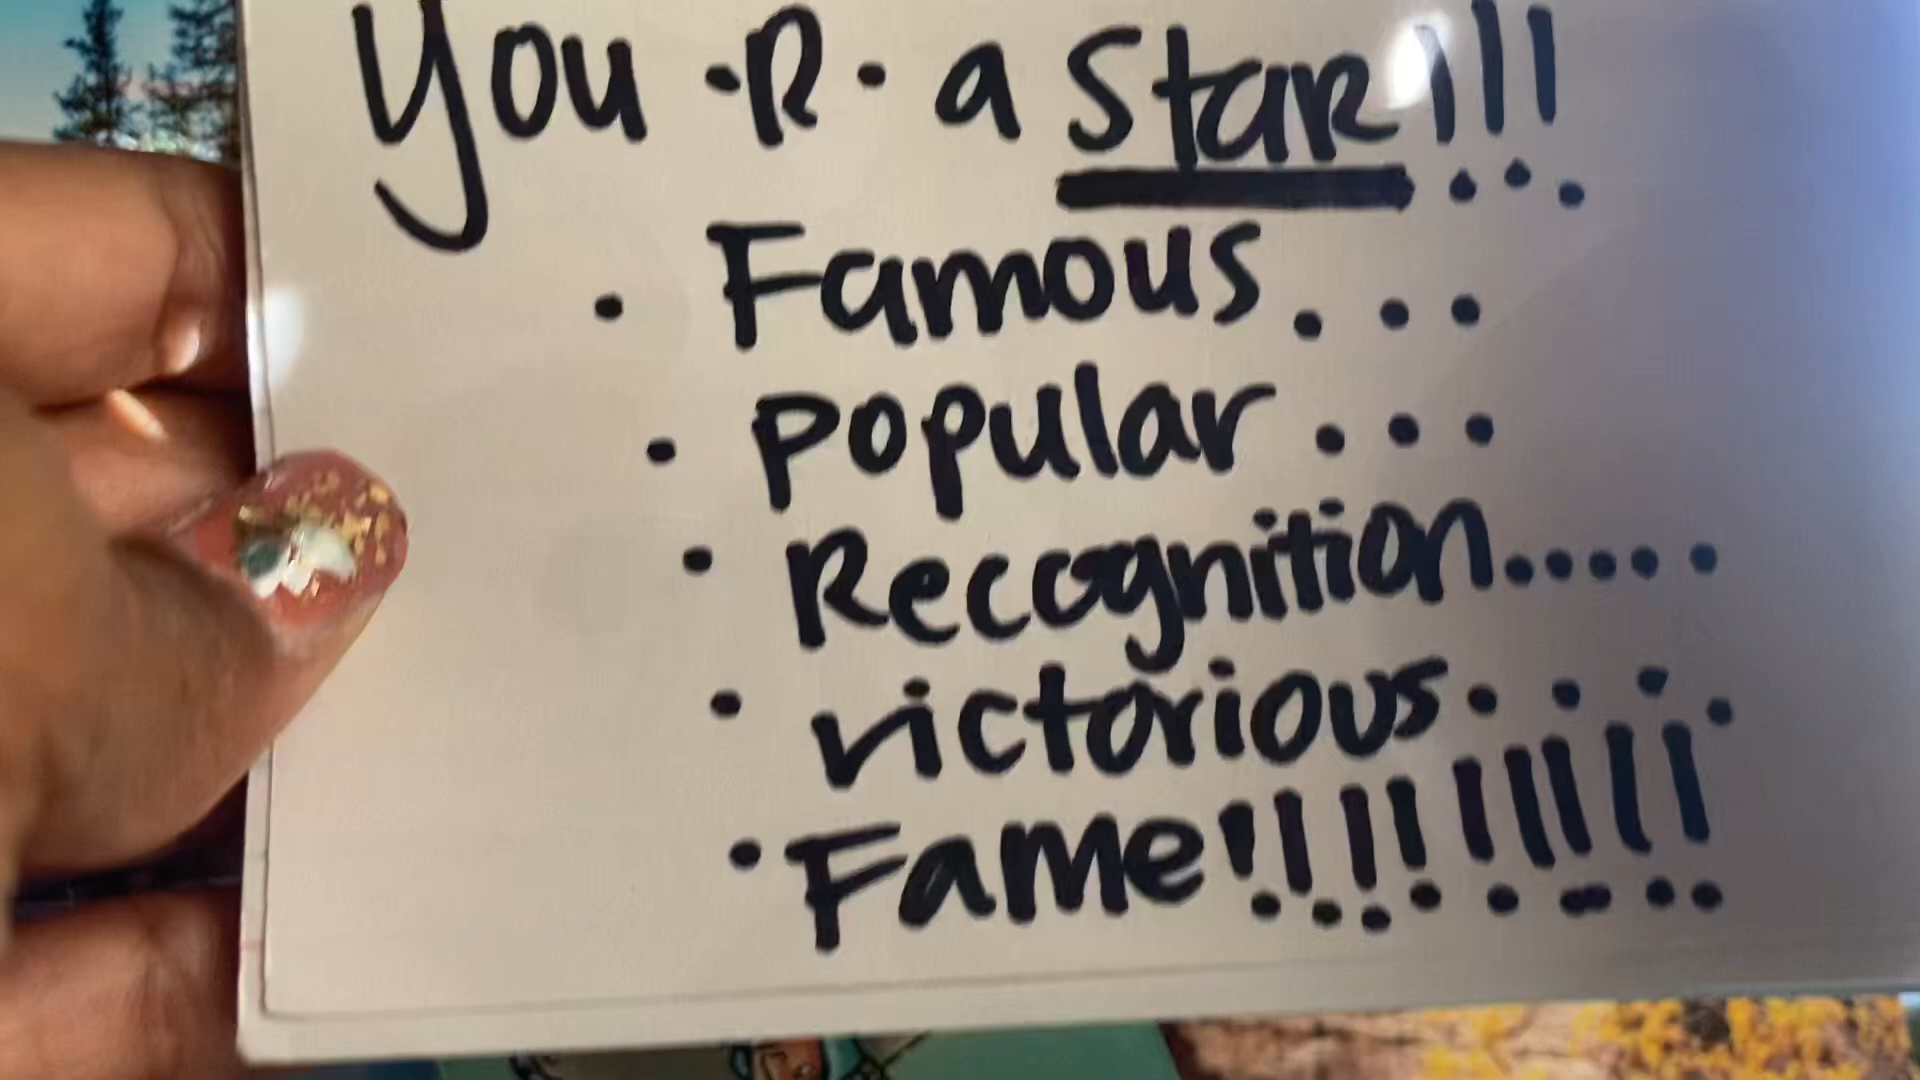 You ·R· a Star!!!
· Famous...
· Popular...
· Recognition.....
· victorious....
· Fame!!!!!!!!!